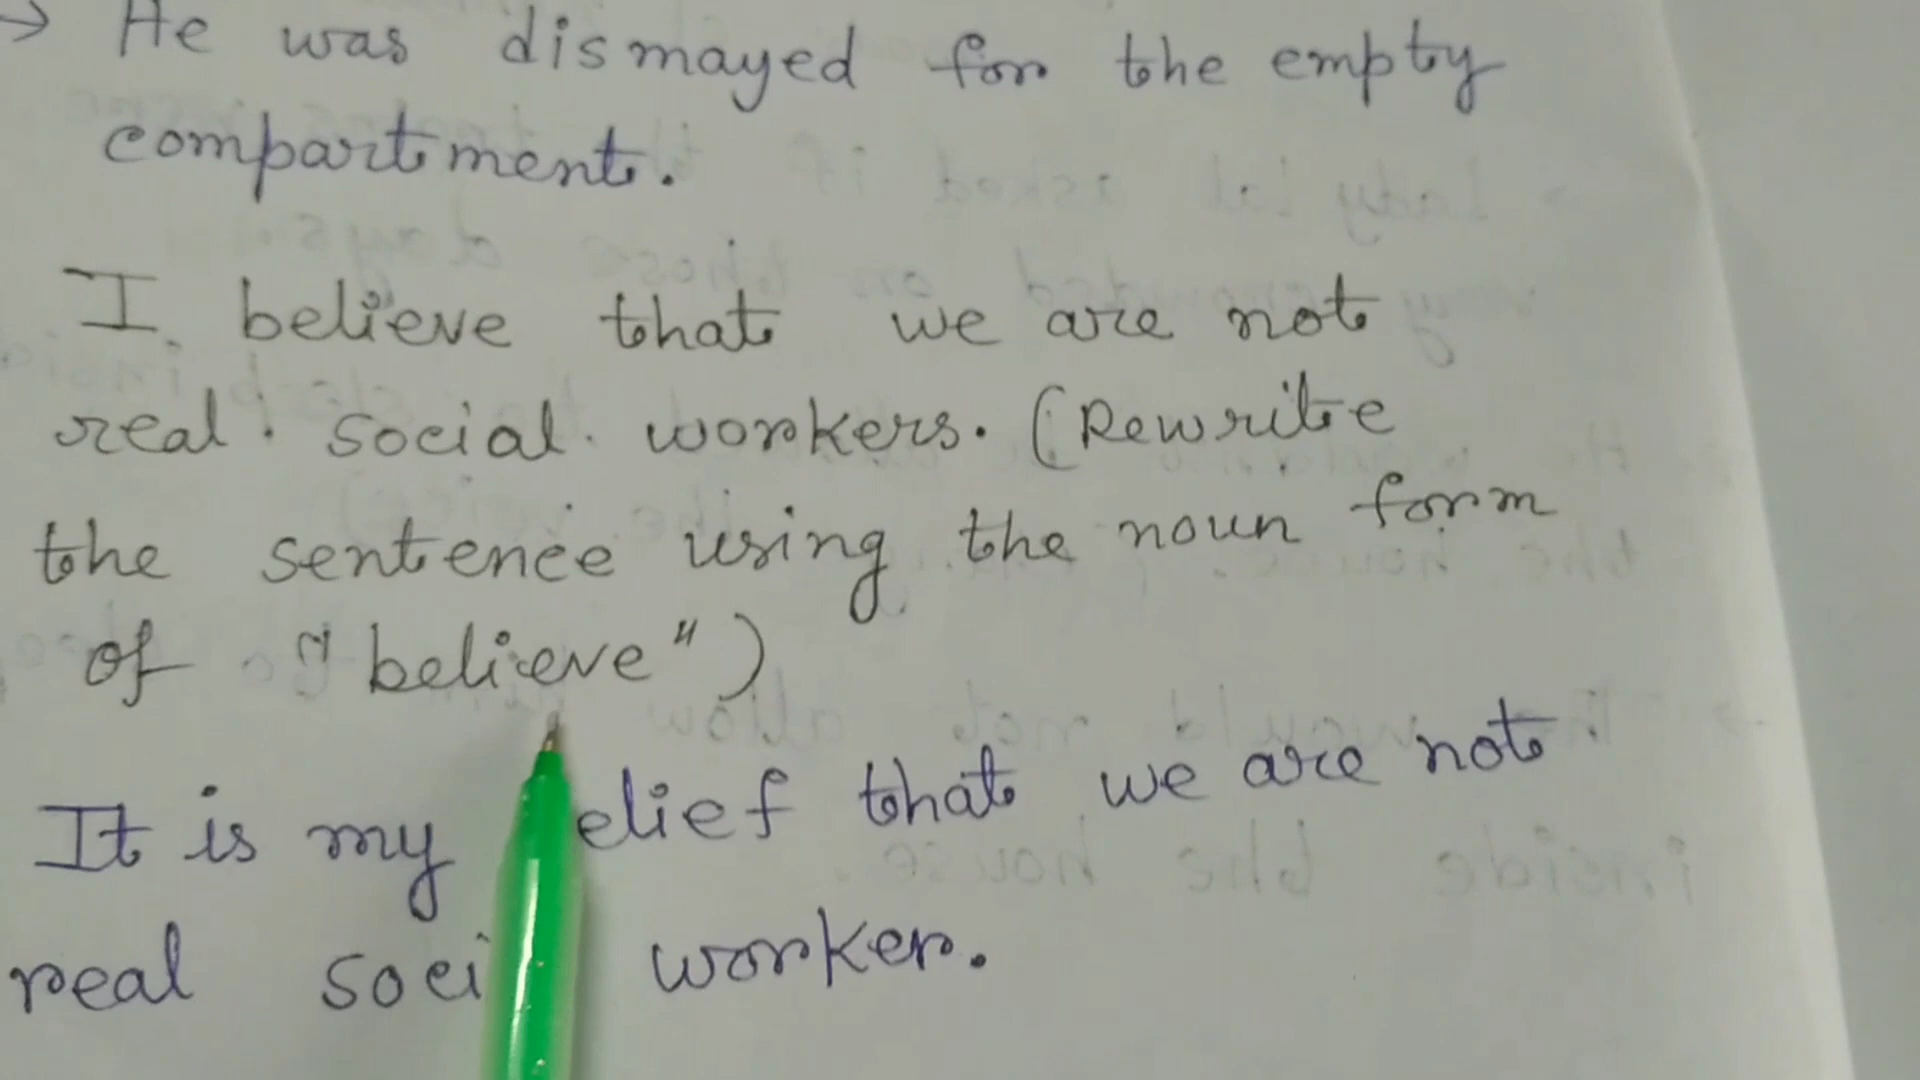 → He was dismayed for the empty
compartment.
I believe that we are not
real social workers. (Rewrite
the sentence using the noun form
of "believe")
It is my elief that we are not
real soci worker.